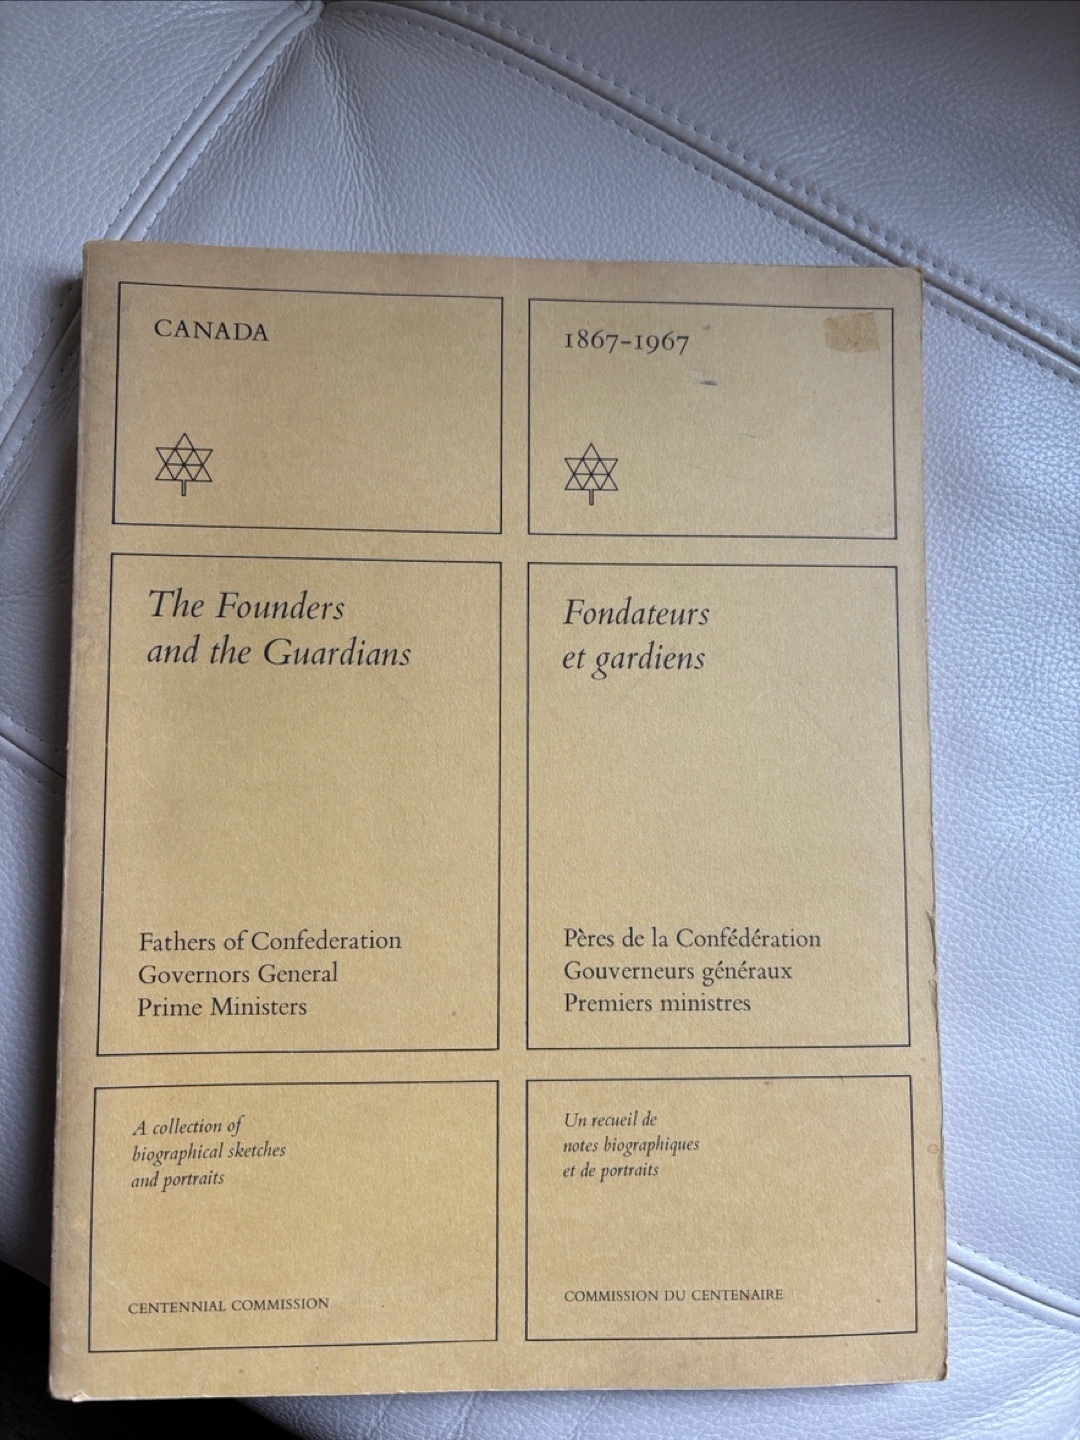 CANADA
1867-1967
The Founders
and the Guardians
Fathers of Confederation
Governors General
Prime Ministers
Fondateurs
et gardiens
Pères de la Confédération
Gouverneurs généraux
Premiers ministres
A collection of
biographical sketches
and portraits
CENTENNIAL COMMISSION
Un recueil de
notes biographiques
et de portraits
COMMISSION DU CENTENAIRE